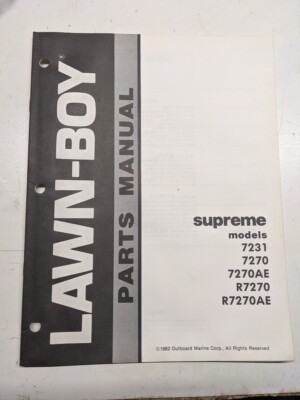 LAWN-BOY
PARTS MANUAL
supreme
models
7231
7270
7270AE
R7270
R7270AE
©1982 Outboard Marine Corp., All Rights Reserved